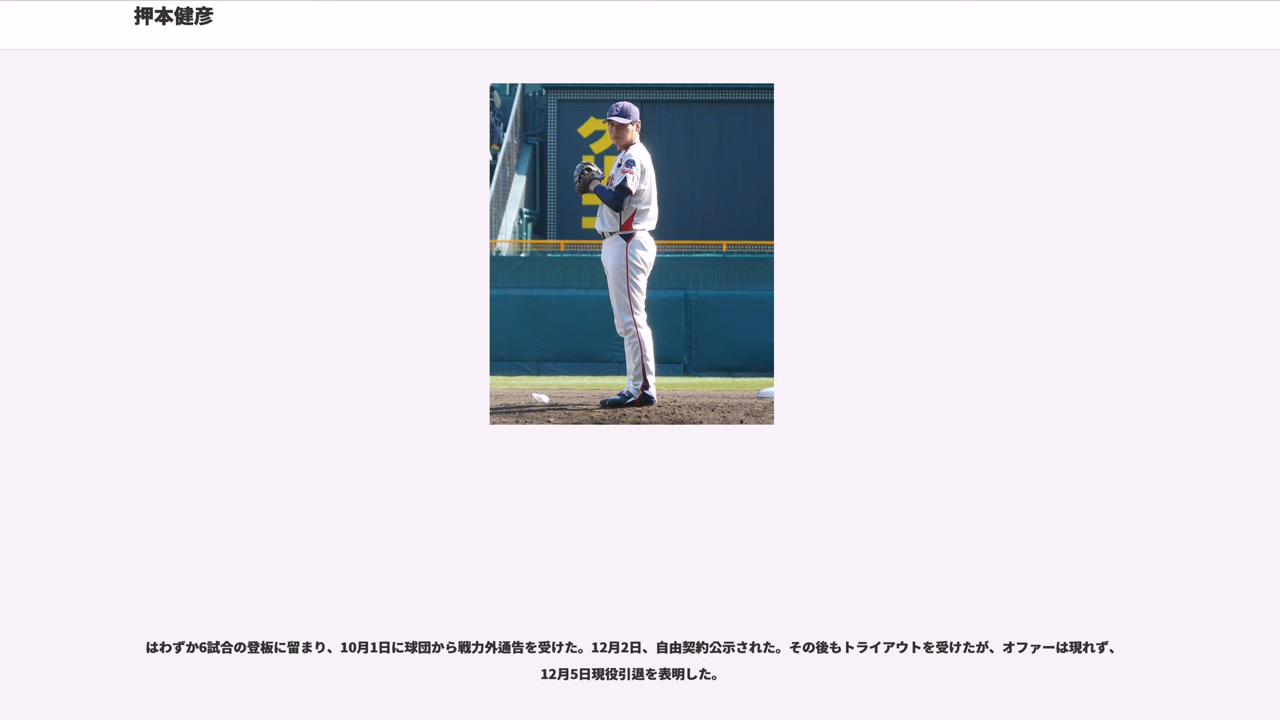 押本健彦
グリコ
はわずか6試合の登板に留まり、10月1日に球団から戦力外通告を受けた。12月2日、自由契約公示された。その後もトライアウトを受けたが、オファーは現れず、
12月5日現役引退を表明した。